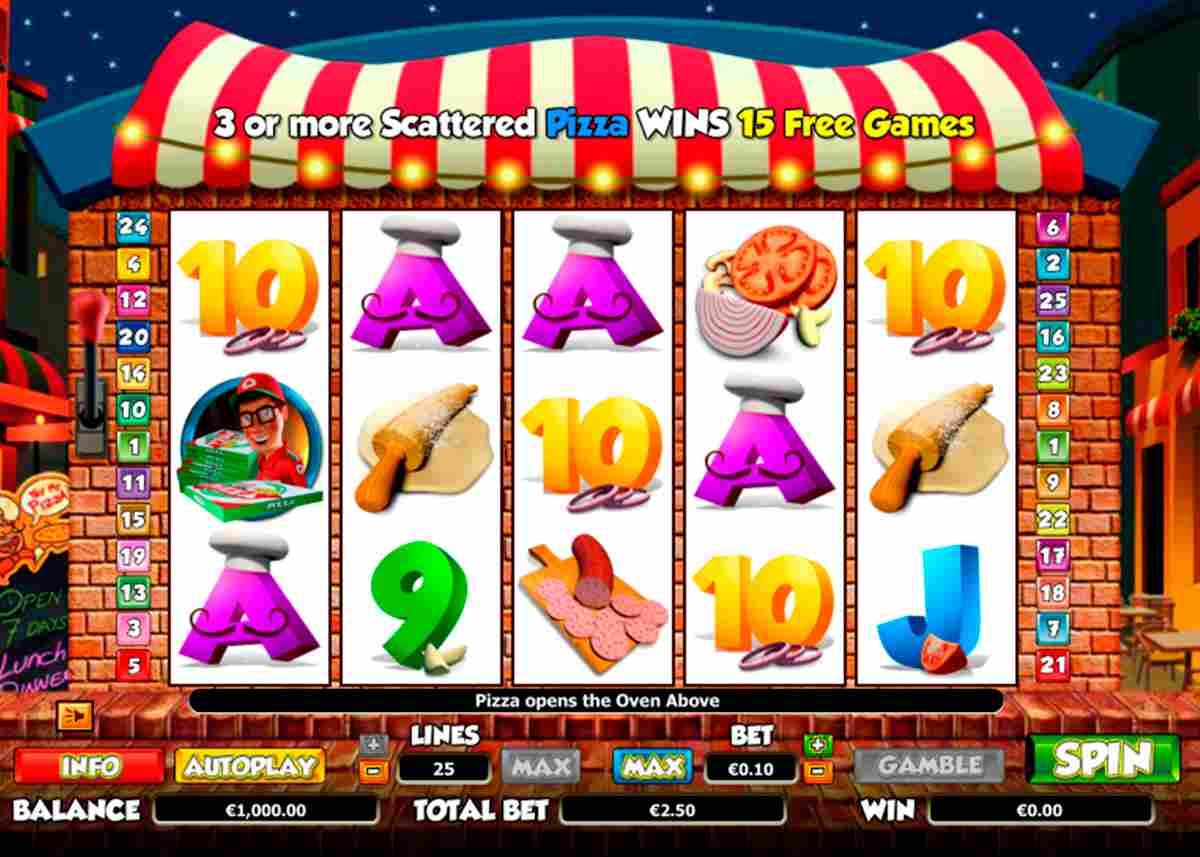 3 or more Scattered Pizza WINS 15 Free Games
24
4
12
20
14
10
1
11
15
19
13
3
5
6
2
25
16
23
8
1
9
22
17
18
7
21
10
A
A
10
PIZZA
10
A
A
9
10
J
PIZZA
OPEN
7 DAYS
Lunch
DINNER
Pizza opens the Oven Above
LINES
BET
INFO
AUTOPLAY
25
MAX
MAX
€0.10
GAMBLE
SPIN
BALANCE
€1,000.00
TOTAL BET
€2.50
WIN
€0.00